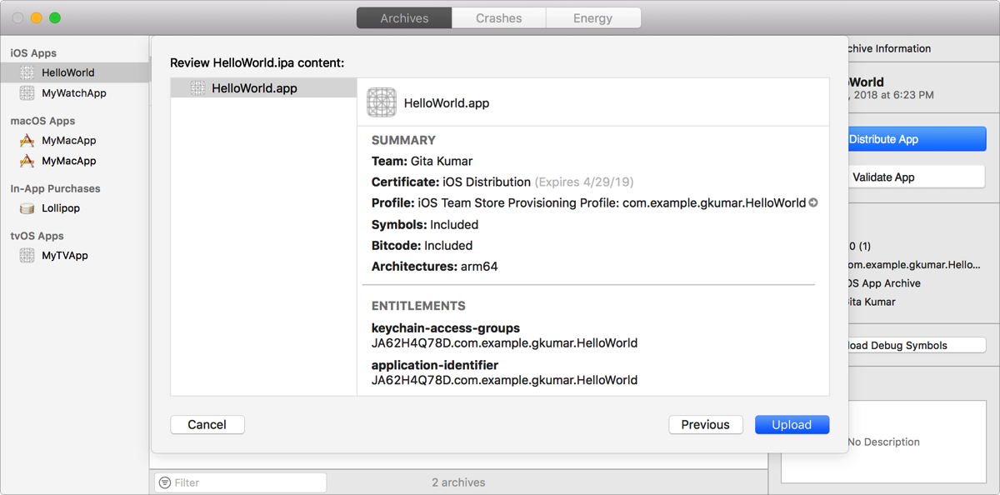 Archives
Crashes
Energy
iOS Apps
HelloWorld
MyWatchApp
macOS Apps
MyMacApp
MyMacApp
In-App Purchases
Lollipop
tvOS Apps
MyTVApp
Review HelloWorld.ipa content:
HelloWorld.app
HelloWorld.app
SUMMARY
Team: Gita Kumar
Certificate: iOS Distribution (Expires 4/29/19)
Profile: iOS Team Store Provisioning Profile: com.example.gkumar.HelloWorld
Symbols: Included
Bitcode: Included
Architectures: arm64
ENTITLEMENTS
keychain-access-groups
JA62H4Q78D.com.example.gkumar.HelloWorld
application-identifier
JA62H4Q78D.com.example.gkumar.HelloWorld
Cancel
Previous
Upload
Filter
2 archives
chive Information
oWorld
, 2018 at 6:23 PM
Distribute App
Validate App
0 (1)
om.example.gkumar.Hello...
OS App Archive
ita Kumar
load Debug Symbols
No Description